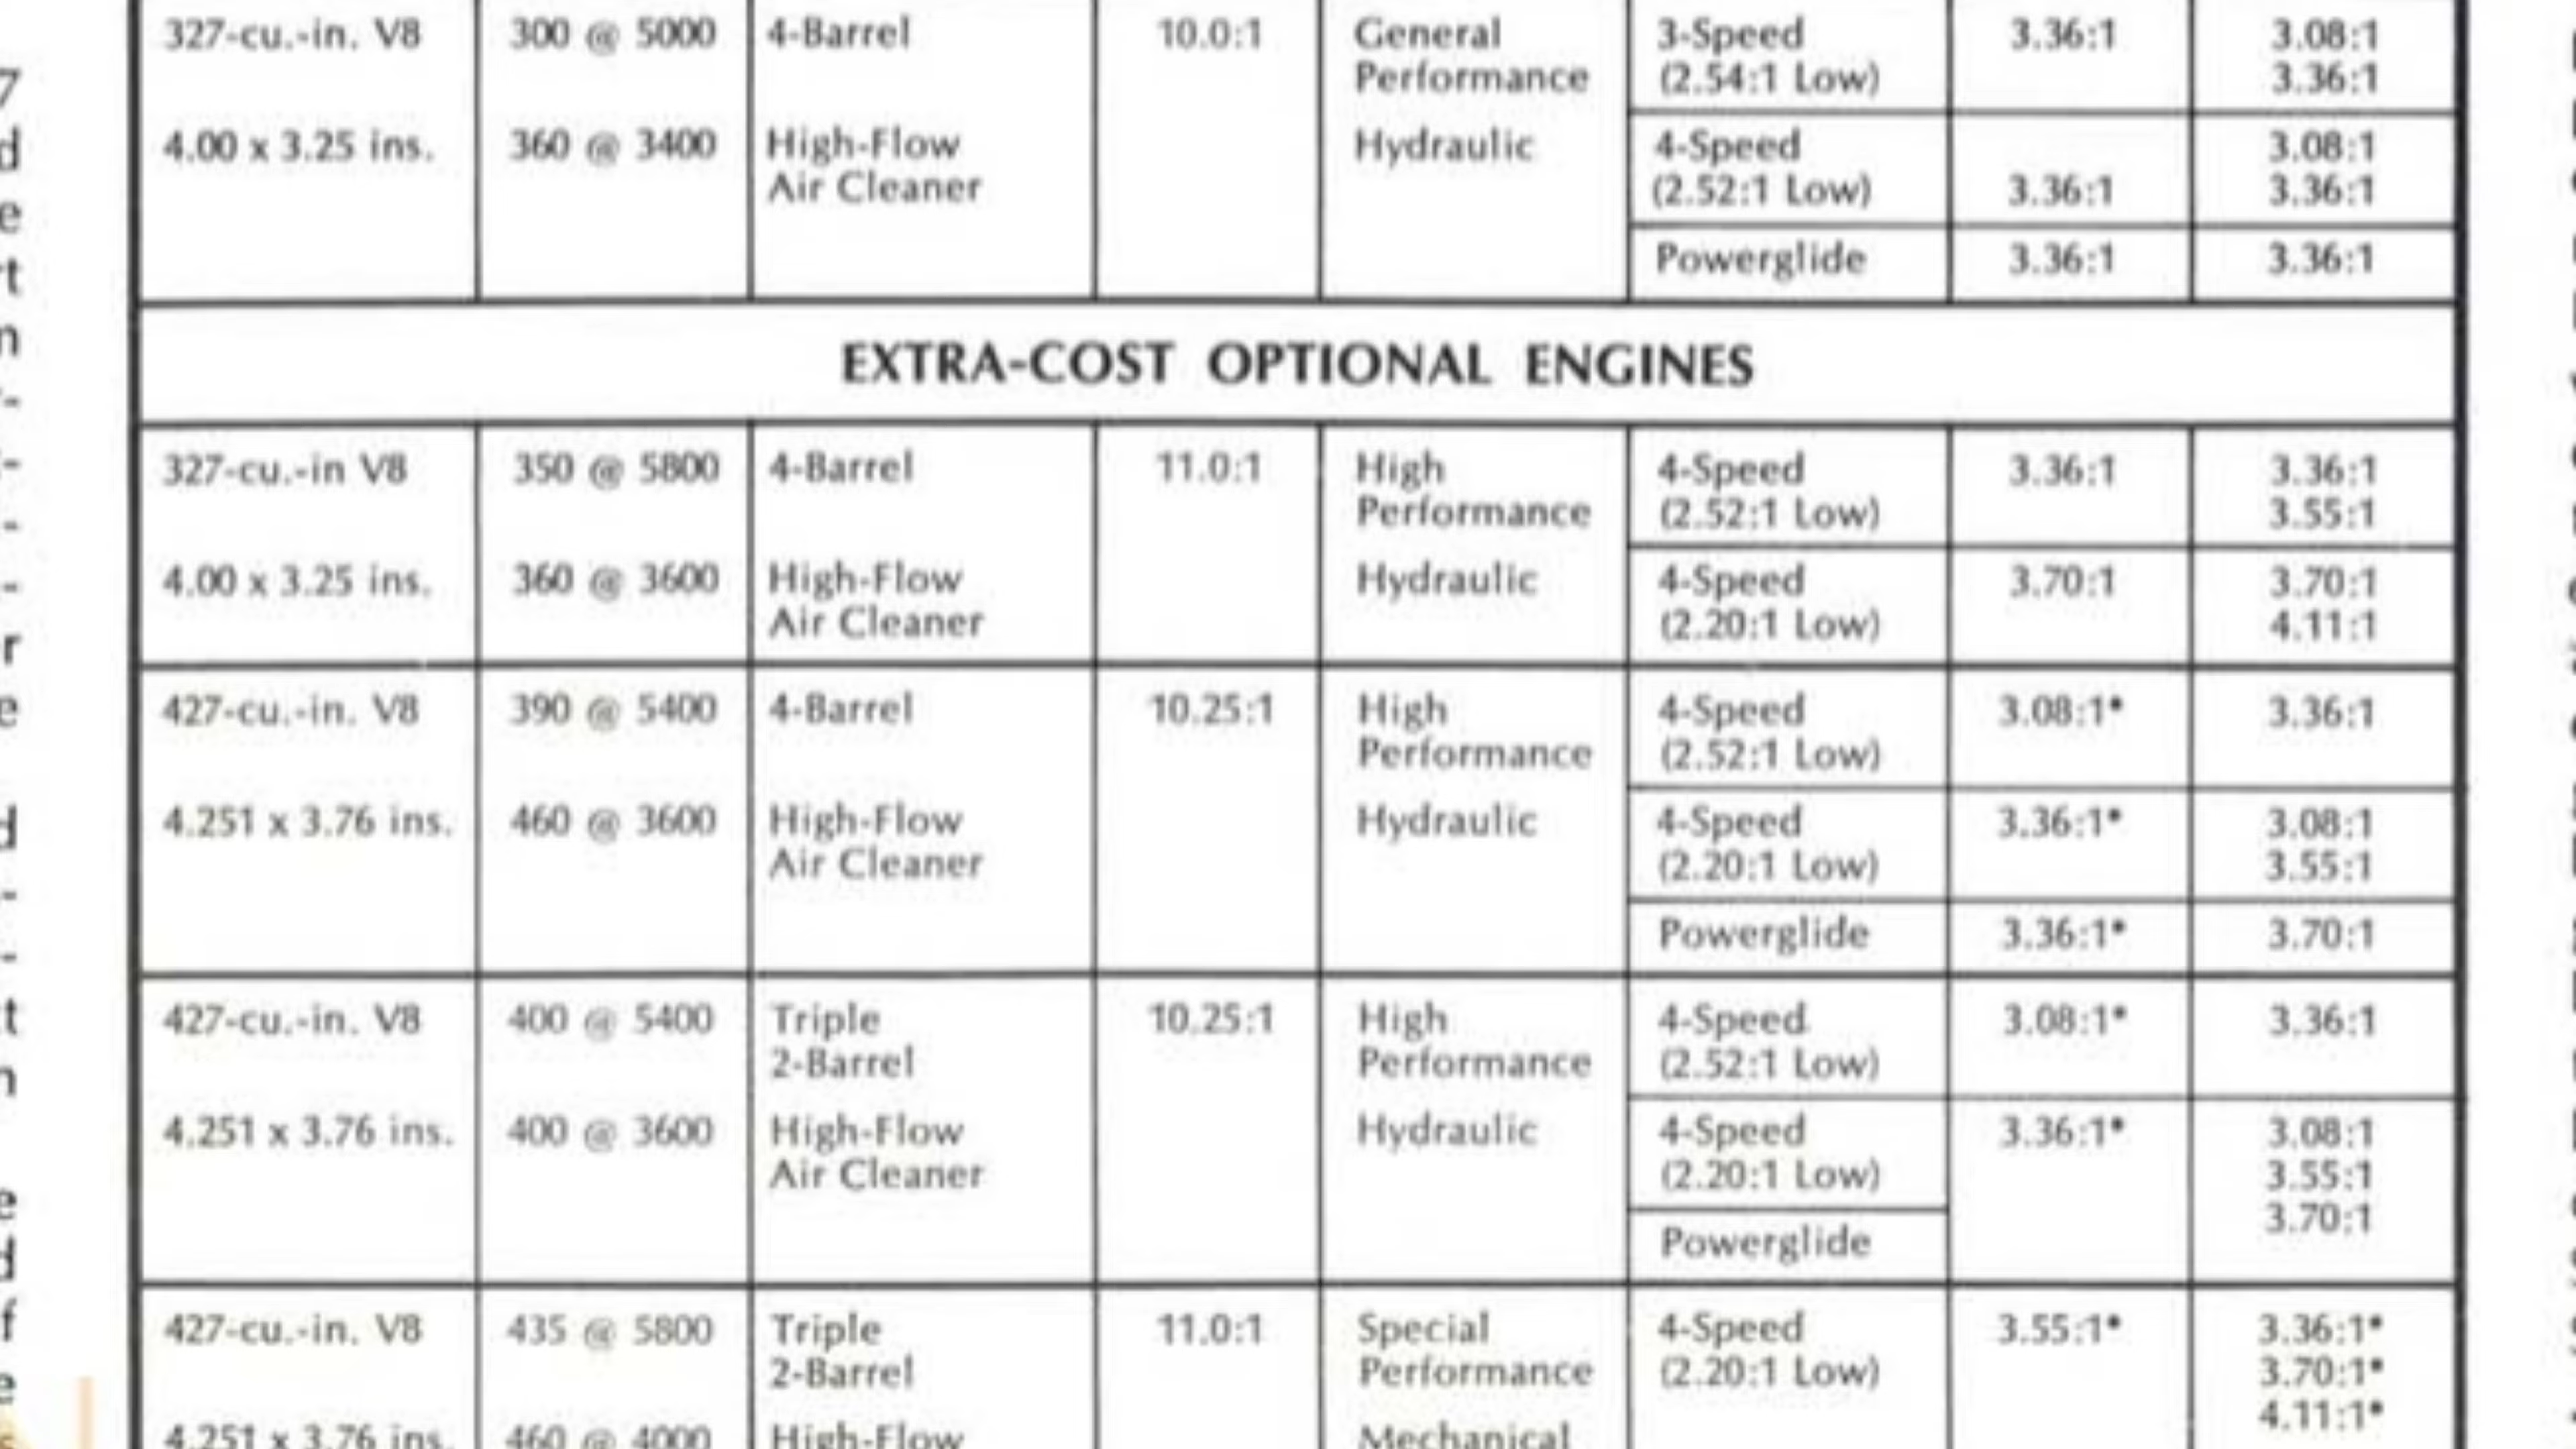 327-cu.-in. V8 300 @ 5000 4-Barrel 10.0:1 General 3-Speed 3.36:1 3.08:1
Performance (2.54:1 Low) 3.36:1
4.00 x 3.25 ins. 360 @ 3400 High-Flow Hydraulic 4-Speed 3.08:1
Air Cleaner (2.52:1 Low) 3.36:1 3.36:1
Powerglide 3.36:1 3.36:1
EXTRA-COST OPTIONAL ENGINES
327-cu.-in V8 350 @ 5800 4-Barrel 11.0:1 High 4-Speed 3.36:1 3.36:1
Performance (2.52:1 Low) 3.55:1
4.00 x 3.25 ins. 360 @ 3600 High-Flow Hydraulic 4-Speed 3.70:1 3.70:1
Air Cleaner (2.20:1 Low) 4.11:1
427-cu.-in. V8 390 @ 5400 4-Barrel 10.25:1 High 4-Speed 3.08:1* 3.36:1
Performance (2.52:1 Low)
4.251 x 3.76 ins. 460 @ 3600 High-Flow Hydraulic 4-Speed 3.36:1* 3.08:1
Air Cleaner (2.20:1 Low) 3.55:1
Powerglide 3.36:1* 3.70:1
427-cu.-in. V8 400 @ 5400 Triple 10.25:1 High 4-Speed 3.08:1* 3.36:1
2-Barrel Performance (2.52:1 Low)
4.251 x 3.76 ins. 400 @ 3600 High-Flow Hydraulic 4-Speed 3.36:1* 3.08:1
Air Cleaner (2.20:1 Low) 3.55:1
3.70:1
Powerglide
427-cu.-in. V8 435 @ 5800 Triple 11.0:1 Special 4-Speed 3.55:1* 3.36:1*
2-Barrel Performance (2.20:1 Low) 3.70:1*
4.11:1*
4.251 x 3.76 ins. 460 @ 4000 High-Flow Mechanical